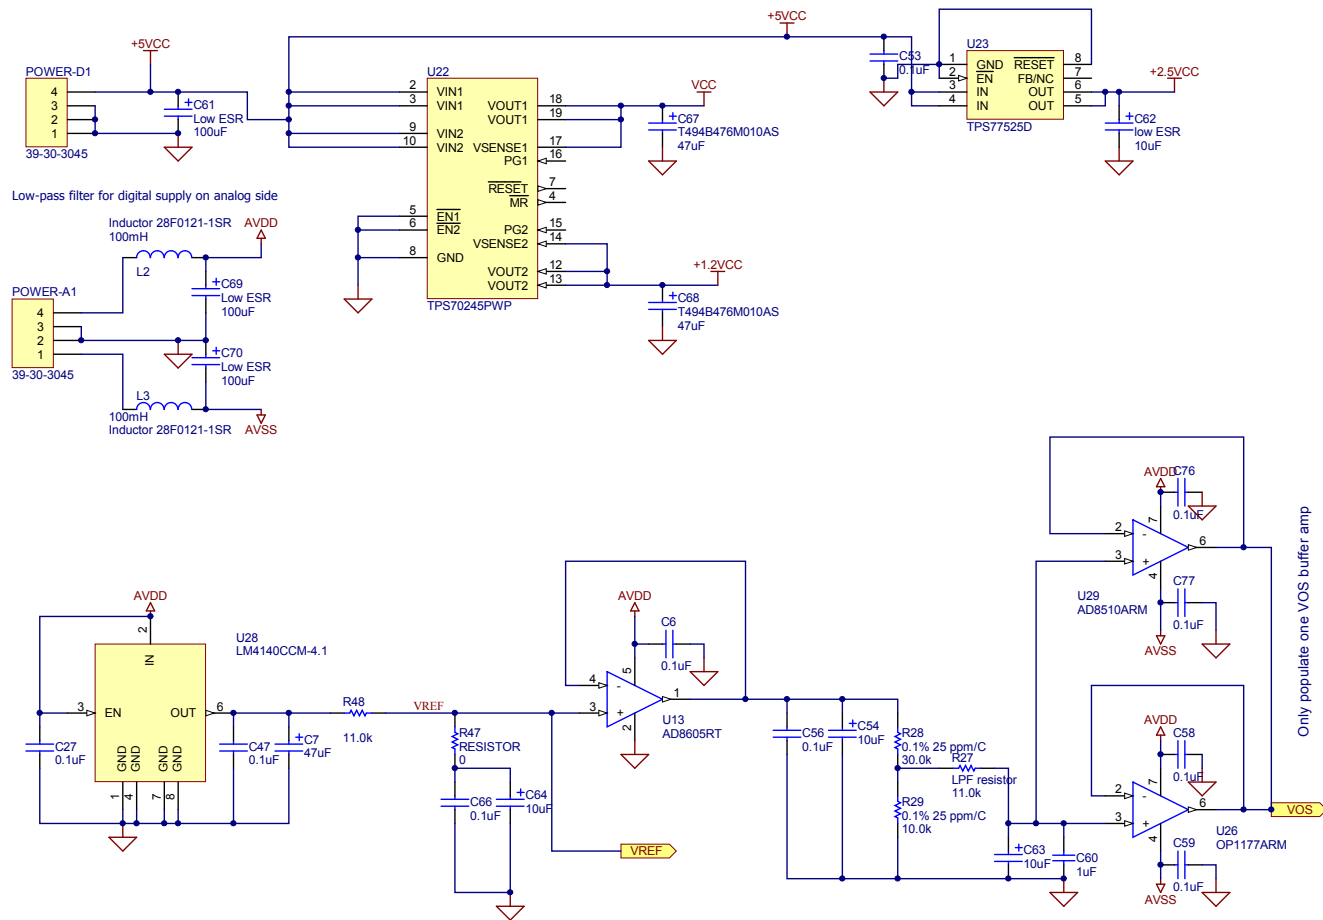 +5VCC
POWER-D1
4
3
2
1
39-30-3045
C61
Low ESR
100uF
+
U22
2 VIN1
3 VIN1
9 VIN2
10 VIN2
5 EN1
6 EN2
8 GND
VOUT1 18
VOUT1 19
VSENSE1 17
PG1 16
RESET 7
MR 4
PG2 15
VSENSE2 14
VOUT2 12
VOUT2 13
TPS70245PWP
VCC
+
C67
T494B476M010AS
47uF
+1.2VCC
+
C68
T494B476M010AS
47uF
+5VCC
C53
0.1uF
U23
1 GND
2 EN
3 IN
4 IN
RESET 8
FB/NC 7
OUT 6
OUT 5
TPS77525D
+2.5VCC
+
C62
low ESR
10uF
Low-pass filter for digital supply on analog side
Inductor 28F0121-1SR
100mH
L2
AVDD
+
C69
Low ESR
100uF
POWER-A1
4
3
2
1
39-30-3045
+
C70
Low ESR
100uF
L3
100mH
Inductor 28F0121-1SR
AVSS
AVDD
2
IN
U28
LM4140CCM-4.1
3 EN
OUT 6
GND
GND
GND
GND
1
4
7
8
C27
0.1uF
C47
0.1uF
+
C7
47uF
R48
11.0k
VREF
R47
RESISTOR
0
C66
0.1uF
+
C64
10uF
VREF
AVDD
C6
0.1uF
5
4 -
3 +
1
2
U13
AD8605RT
C56
0.1uF
+
C54
10uF
R28
0.1% 25 ppm/C
30.0k
R27
LPF resistor
11.0k
R29
0.1% 25 ppm/C
10.0k
+
C63
10uF
C60
1uF
AVDD
C76
0.1uF
7
2 -
3 +
6
4
U29
AD8510ARM
C77
0.1uF
AVSS
AVDD
C58
0.1uF
7
2 -
3 +
6
4
U26
OP1177ARM
C59
0.1uF
AVSS
VOS
Only populate one VOS buffer amp